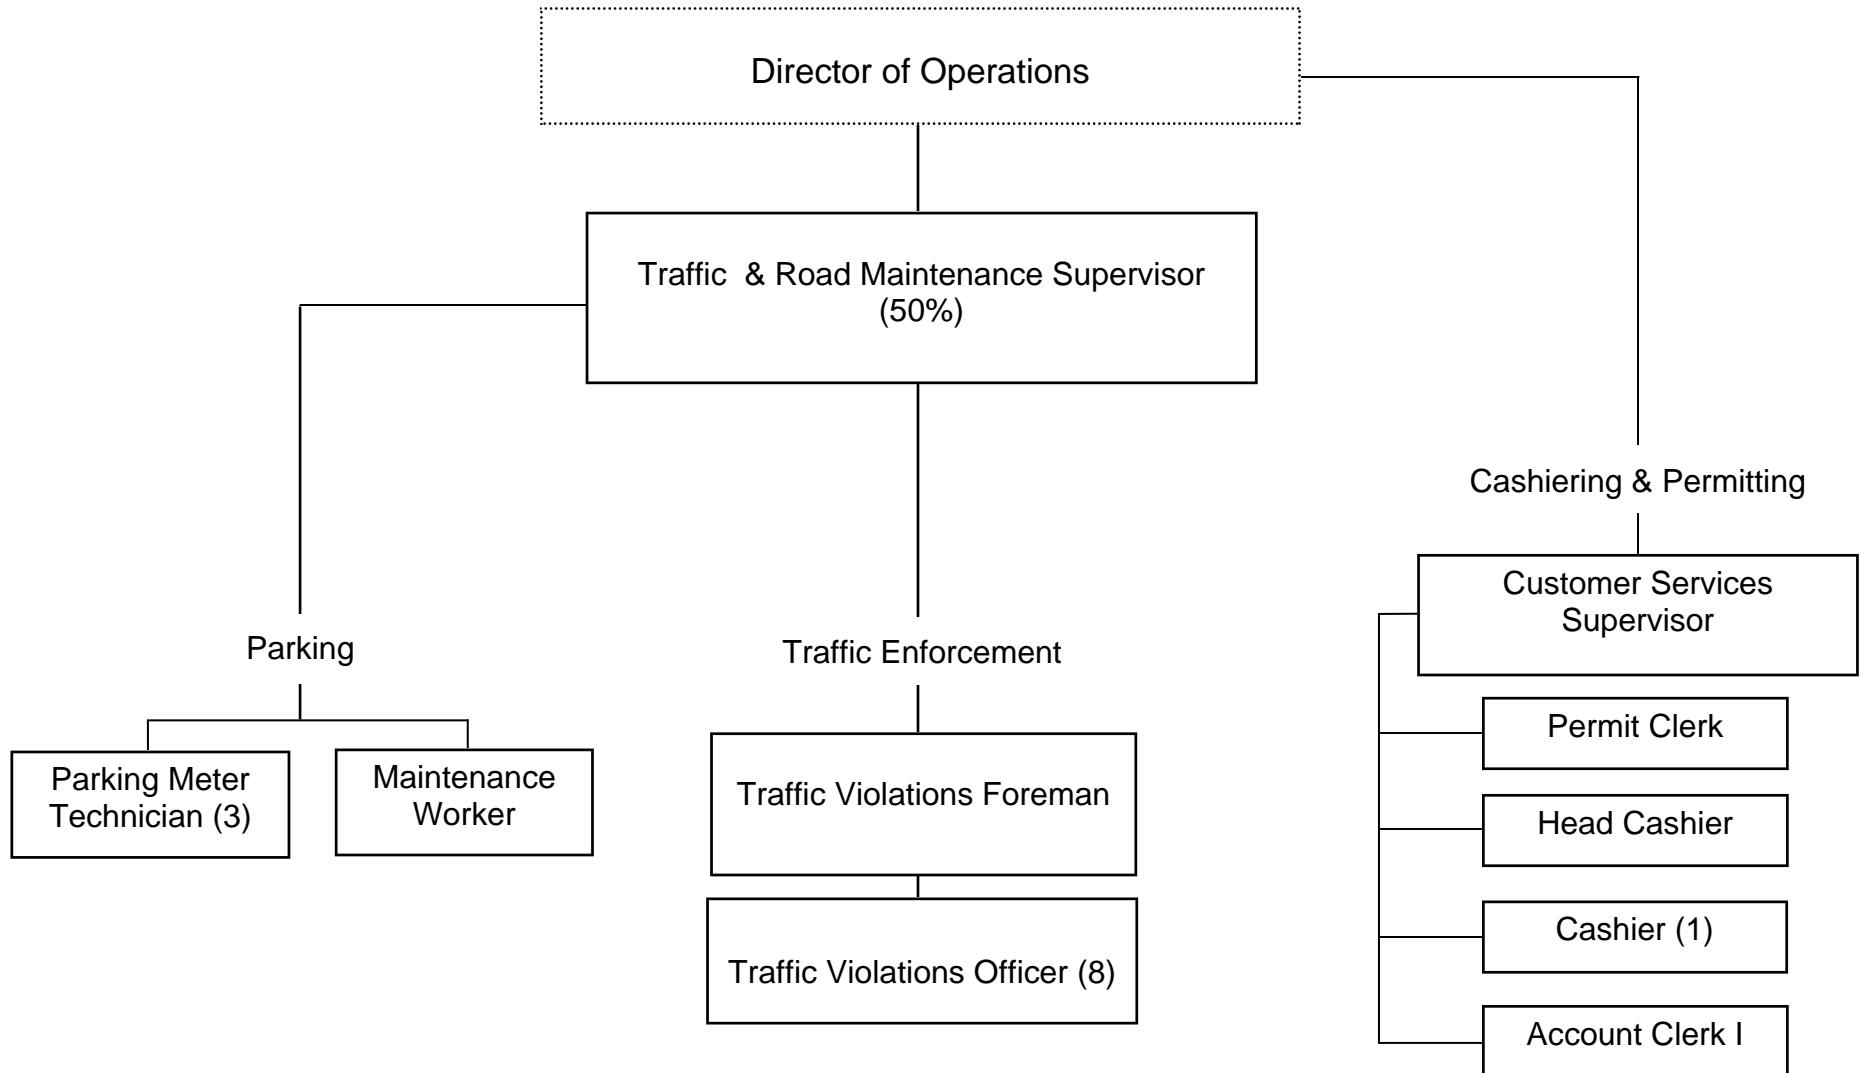 Director of Operations
Traffic  & Road Maintenance Supervisor
(50%)
Cashiering & Permitting
Customer Services
Supervisor
Parking
Traffic Enforcement
Permit Clerk
Parking Meter
Technician (3)
Maintenance
Worker
Traffic Violations Foreman
Head Cashier
Cashier (1)
Traffic Violations Officer (8)
Account Clerk I